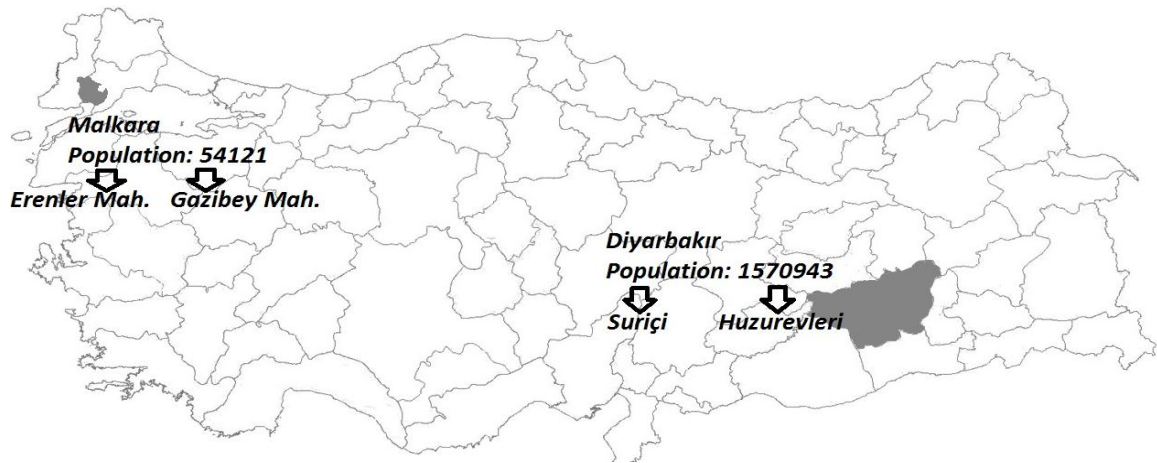 Malkara
Population: 54121
Erenler Mah. Gazibey Mah.
Diyarbakır
Population: 1570943
Suriçi Huzurevleri